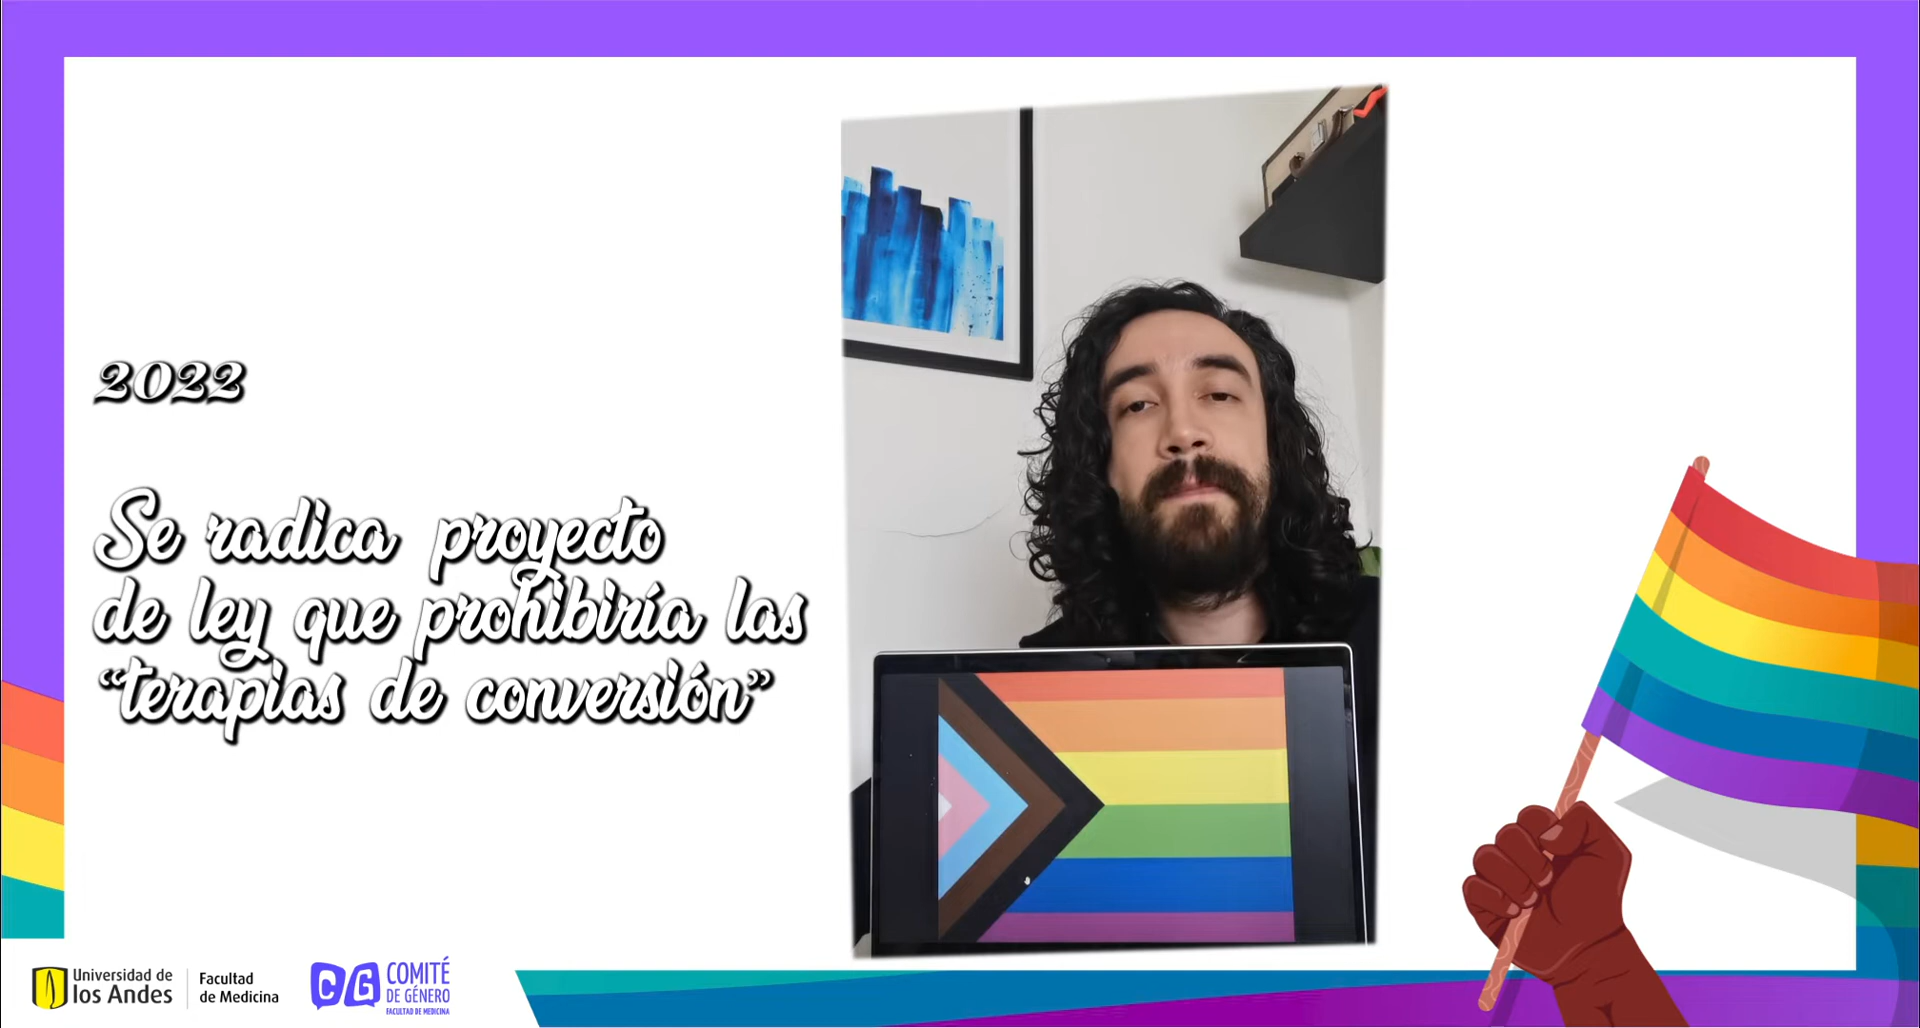 2022
Se radica proyecto
de ley que prohibiría las
“terapias de conversión”
Universidad de
los Andes
Facultad
de Medicina
CG
COMITÉ
DE GÉNERO
FACULTAD DE MEDICINA